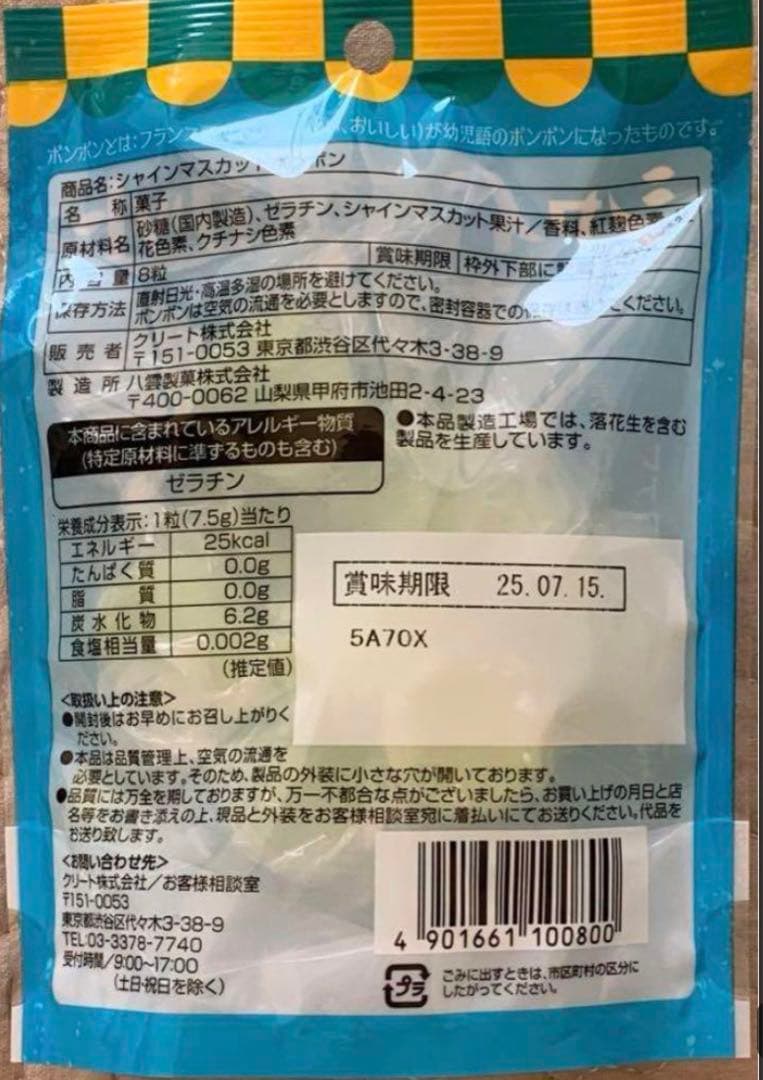 ボンボンとは:フランス、おいしい)が幼児語のボンボンになったものです。
商品名:シャインマスカットボンボン
名称 菓子
原材料名 砂糖(国内製造)、ゼラチン、シャインマスカット果汁/香料、紅麹色素
花色素、クチナシ色素
内容量 8粒 賞味期限 枠外下部に
保存方法 直射日光・高温多湿の場所を避けてください。
ボンボンは空気の流通を必要としますので、密封容器での ください。
販売者 クリート株式会社
〒151-0053 東京都渋谷区代々木3-38-9
製造所 八雲製菓株式会社
〒400-0062 山梨県甲府市池田2-4-23
本商品に含まれているアレルギー物質
(特定原材料に準ずるものも含む)
ゼラチン
●本品製造工場では、落花生を含む
製品を生産しています。
栄養成分表示:1粒(7.5g)当たり
エネルギー 25kcal
たんぱく質 0.0g
脂質 0.0g
炭水化物 6.2g
食塩相当量 0.002g
(推定値)
賞味期限 25.07.15.
5A70X
<取扱い上の注意>
●開封後はお早めにお召し上がりく
ださい。
●本品は品質管理上、空気の流通を
必要としています。そのため、製品の外装に小さな穴が開いております。
●品質には万全を期しておりますが、万一不都合な点がございましたら、お買い上げの月日と店
名等をお書き添えの上、現品と外装をお客様相談室宛に着払いにてお送りください。代品を
お送り致します。
<お問い合わせ先>
クリート株式会社/お客様相談室
〒151-0053
東京都渋谷区代々木3-38-9
TEL:03-3378-7740
受付時間/9:00~17:00
(土日・祝日を除く)
4 901661 100800
プラ
ごみに出すときは、市区町村の区分に
したがってください。